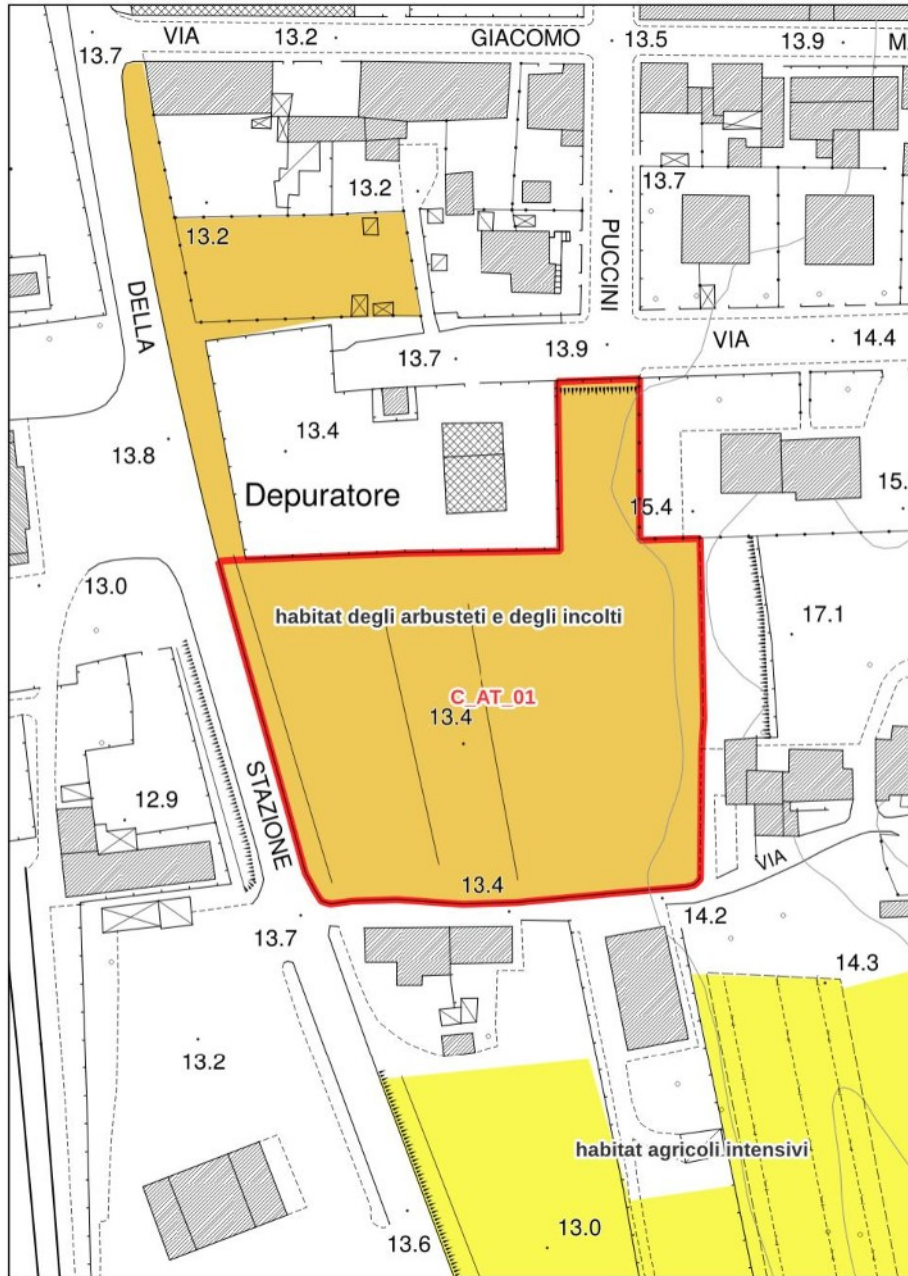 13.7
VIA
13.2
GIACOMO
13.5
13.9
MA
13.2
13.7
13.2
PUCCINI
DELLA
13.7
13.9
VIA
14.4
13.4
13.8
Depuratore
15.4
15.
13.0
habitat degli arbusteti e degli incolti
17.1
C_AT_01
13.4
12.9
STAZIONE
13.4
VIA
13.7
14.2
14.3
13.2
habitat agricoli intensivi
13.6
13.0